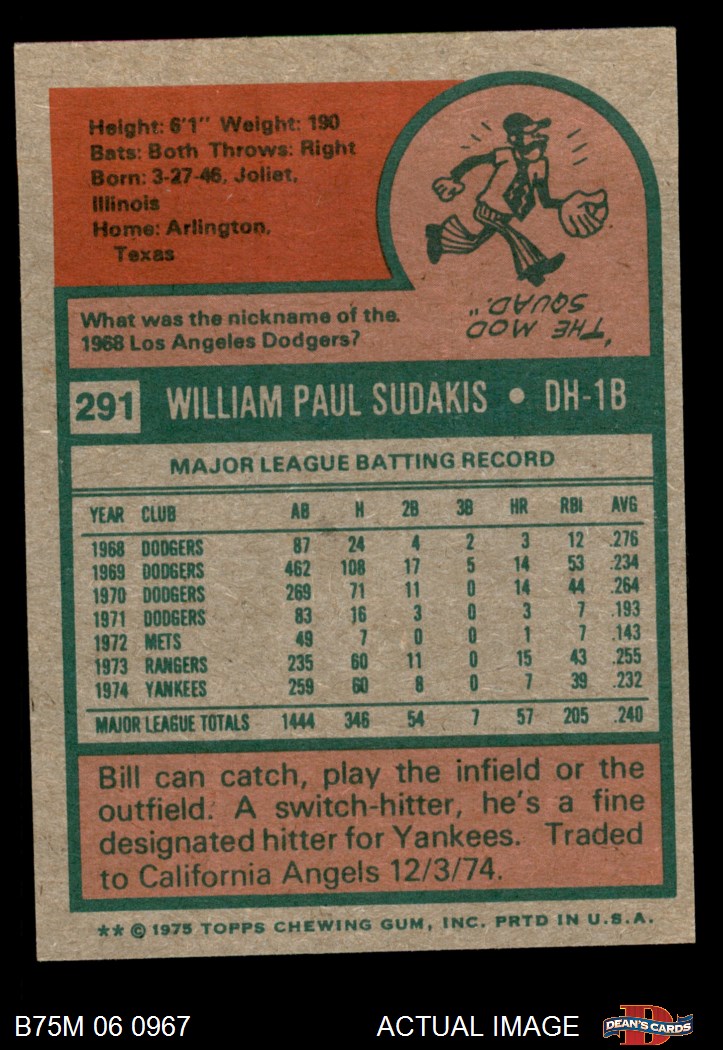 Height: 6'1" Weight: 190
Bats: Both Throws: Right
Born: 3-27-46, Joliet,
Illinois
Home: Arlington,
Texas
What was the nickname of the
1968 Los Angeles Dodgers?
"THE MOD
SQUAD."
291 WILLIAM PAUL SUDAKIS • DH-1B
MAJOR LEAGUE BATTING RECORD
YEAR CLUB AB H 2B 3B HR RBI AVG
1968 DODGERS 87 24 4 2 3 12 .276
1969 DODGERS 462 108 17 5 14 53 .234
1970 DODGERS 269 71 11 0 14 44 .264
1971 DODGERS 83 16 3 0 3 7 .193
1972 METS 49 7 0 0 1 7 .143
1973 RANGERS 235 60 11 0 15 43 .255
1974 YANKEES 259 60 8 0 7 39 .232
MAJOR LEAGUE TOTALS 1444 346 54 7 57 205 .240
Bill can catch, play the infield or the
outfield. A switch-hitter, he's a fine
designated hitter for Yankees. Traded
to California Angels 12/3/74.
** © 1975 TOPPS CHEWING GUM, INC. PRTD IN U.S.A.
B75M 06 0967 ACTUAL IMAGE
D
DEAN'S CARDS